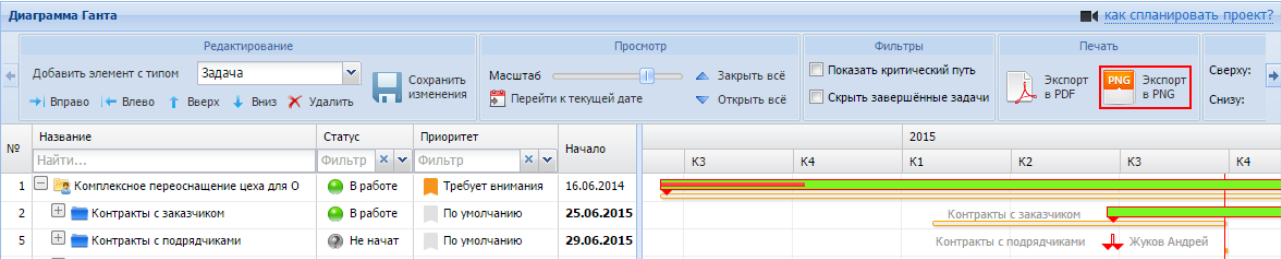 Диаграмма Ганта
как спланировать проект?
Редактирование
Просмотр
Фильтры
Печать
Добавить элемент с типом
Задача
Сохранить
изменения
Вправо
Влево
Вверх
Вниз
Удалить
Масштаб
Закрыть всё
Перейти к текущей дате
Открыть всё
Показать критический путь
Скрыть завершённые задачи
Экспорт
в PDF
PNG
Экспорт
в PNG
Сверху:
Снизу:
№
Название
Статус
Приоритет
Начало
2015
Найти...
Фильтр
Фильтр
К3
К4
К1
К2
К3
К4
1
Комплексное переоснащение цеха для О
В работе
Требует внимания
16.06.2014
2
Контракты с заказчиком
В работе
По умолчанию
25.06.2015
Контракты с заказчиком
5
Контракты с подрядчиками
Не начат
По умолчанию
29.06.2015
Контракты с подрядчиками
Жуков Андрей